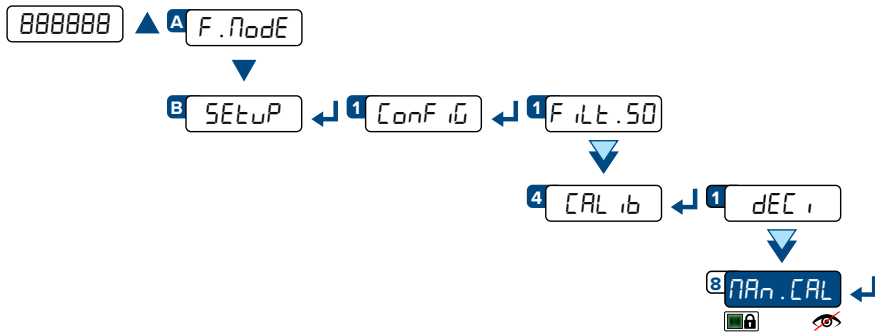 888888 A F.ModE
B SEtuP 1 ConFiG 1 FiLt.50
4 CALib 1 dECi
8 MAn.CAL